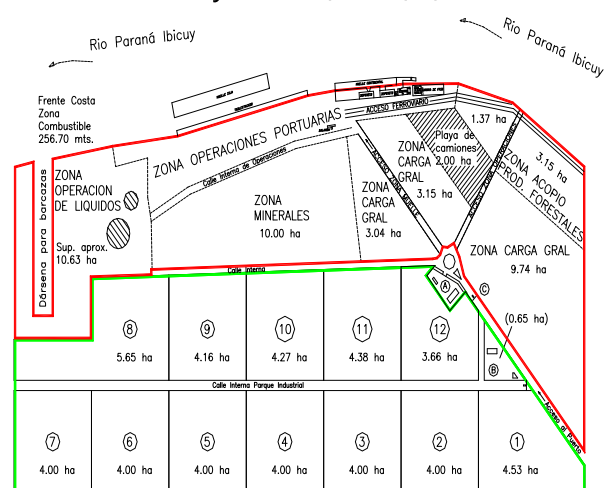 Rio Paraná Ibicuy
Rio Paraná Ibicuy
Frente Costa
Zona
Combustible
256.70 mts.
ACCESO FERROVIARIO
1.37 ha
ZONA OPERACIONES PORTUARIAS
Calle Interna de Operaciones
Playa de
camiones
2.00 ha
ZONA
CARGA
GRAL
3.15 ha
3.15 ha
ZONA ACOPIO
PROD. FORESTALES
ACCESO ZONA MUELLE
ZONA
OPERACION
DE LIQUIDOS
Sup. aprox.
10.63 ha
Dársena para barcazas
ZONA
MINERALES
10.00 ha
ZONA
CARGA
GRAL
3.04 ha
ZONA CARGA GRAL
9.74 ha
Calle Interna
A
C
(0.65 ha)
B
8
5.65 ha
9
4.16 ha
10
4.27 ha
11
4.38 ha
12
3.66 ha
Calle Interna Parque Industrial
Acceso al Puerto
7
4.00 ha
6
4.00 ha
5
4.00 ha
4
4.00 ha
3
4.00 ha
2
4.00 ha
1
4.53 ha